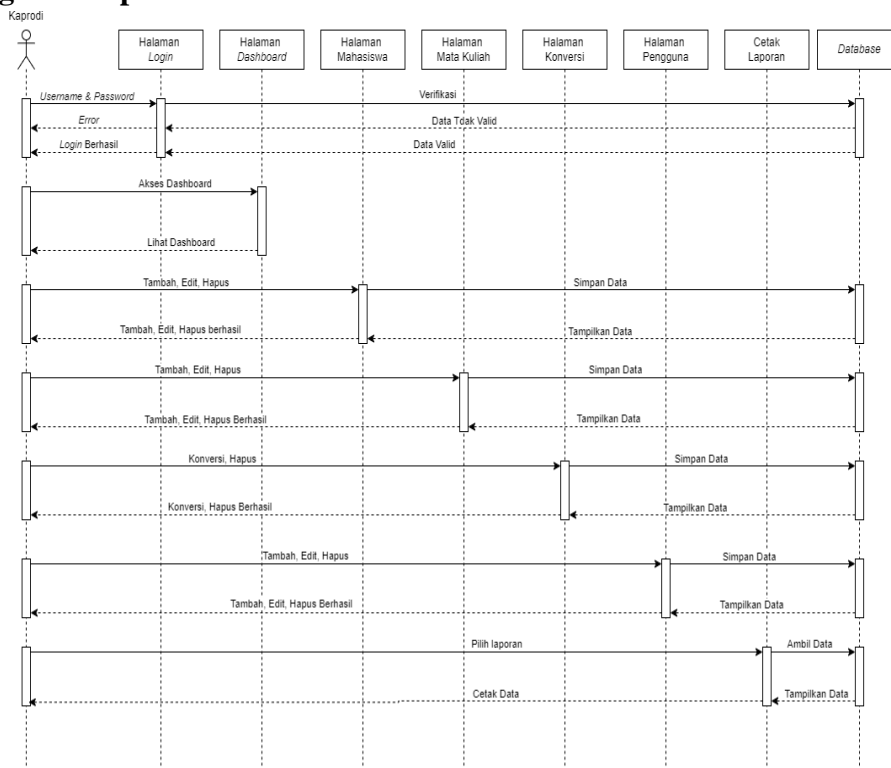 Kaprodi
Halaman
Login
Halaman
Dashboard
Halaman
Mahasiswa
Halaman
Mata Kuliah
Halaman
Konversi
Halaman
Pengguna
Cetak
Laporan
Database
Username & Password
Verifikasi
Error
Data Tdak Valid
Login Berhasil
Data Valid
Akses Dashboard
Lihat Dashboard
Tambah, Edit, Hapus
Simpan Data
Tambah, Edit, Hapus berhasil
Tampilkan Data
Tambah, Edit, Hapus
Simpan Data
Tambah, Edit, Hapus Berhasil
Tampilkan Data
Konversi, Hapus
Simpan Data
Konversi, Hapus Berhasil
Tampilkan Data
Tambah, Edit, Hapus
Simpan Data
Tambah, Edit, Hapus Berhasil
Tampilkan Data
Pilih laporan
Ambil Data
Cetak Data
Tampilkan Data